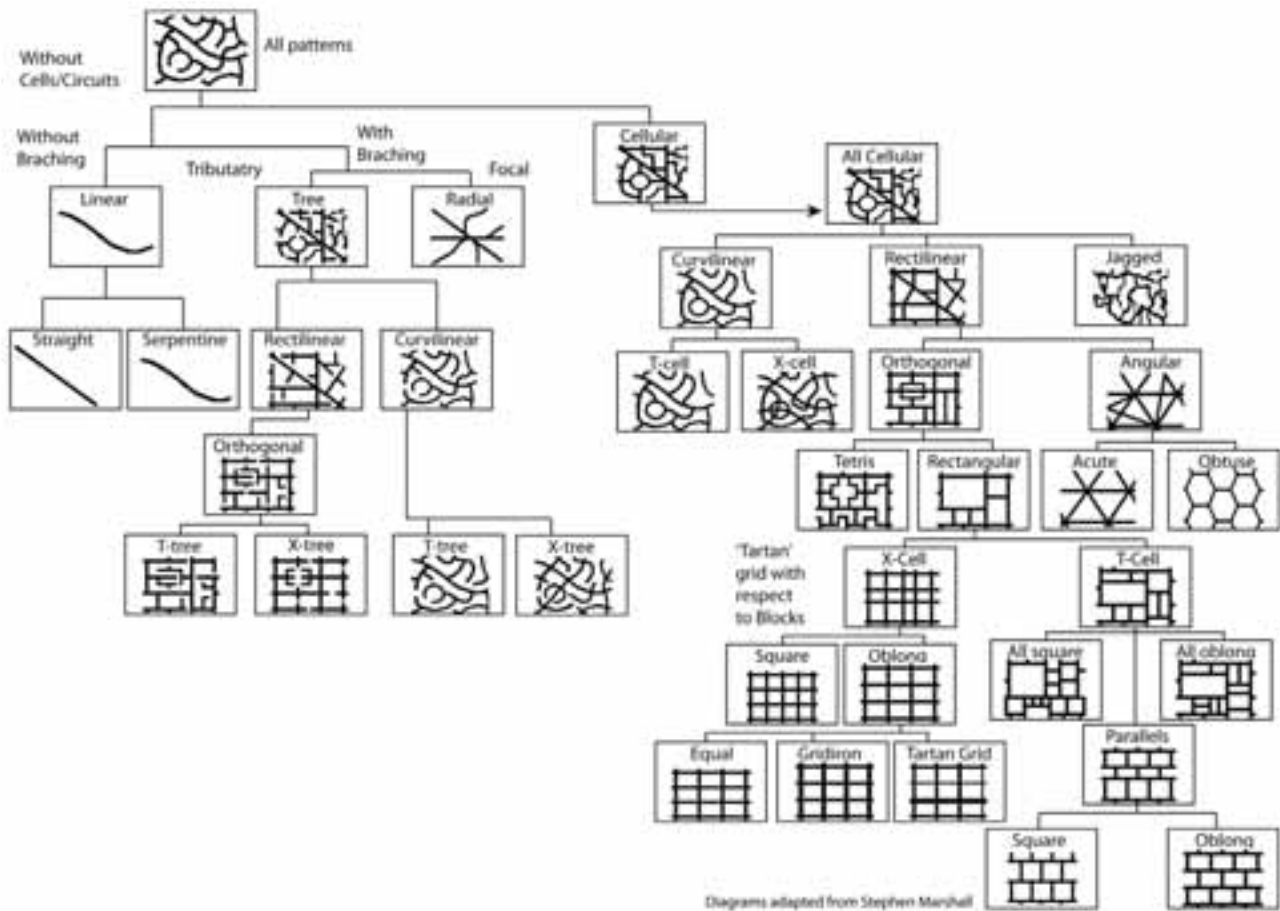 All patterns
Without
Cells/Circuits
Without
Braching
With
Braching
Tributatry
Focal
Cellular
All Cellular
Linear
Tree
Radial
Curvilinear
Rectilinear
Jagged
Straight
Serpentine
Rectilinear
Curvilinear
T-cell
X-cell
Orthogonal
Angular
Orthogonal
Tetris
Rectangular
Acute
Obtuse
T-tree
X-tree
T-tree
X-tree
'Tartan'
grid with
respect
to Blocks
X-Cell
T-Cell
Square
Oblong
All square
All oblong
Equal
Gridiron
Tartan Grid
Parallels
Square
Oblong
Diagrams adapted from Stephen Marshall